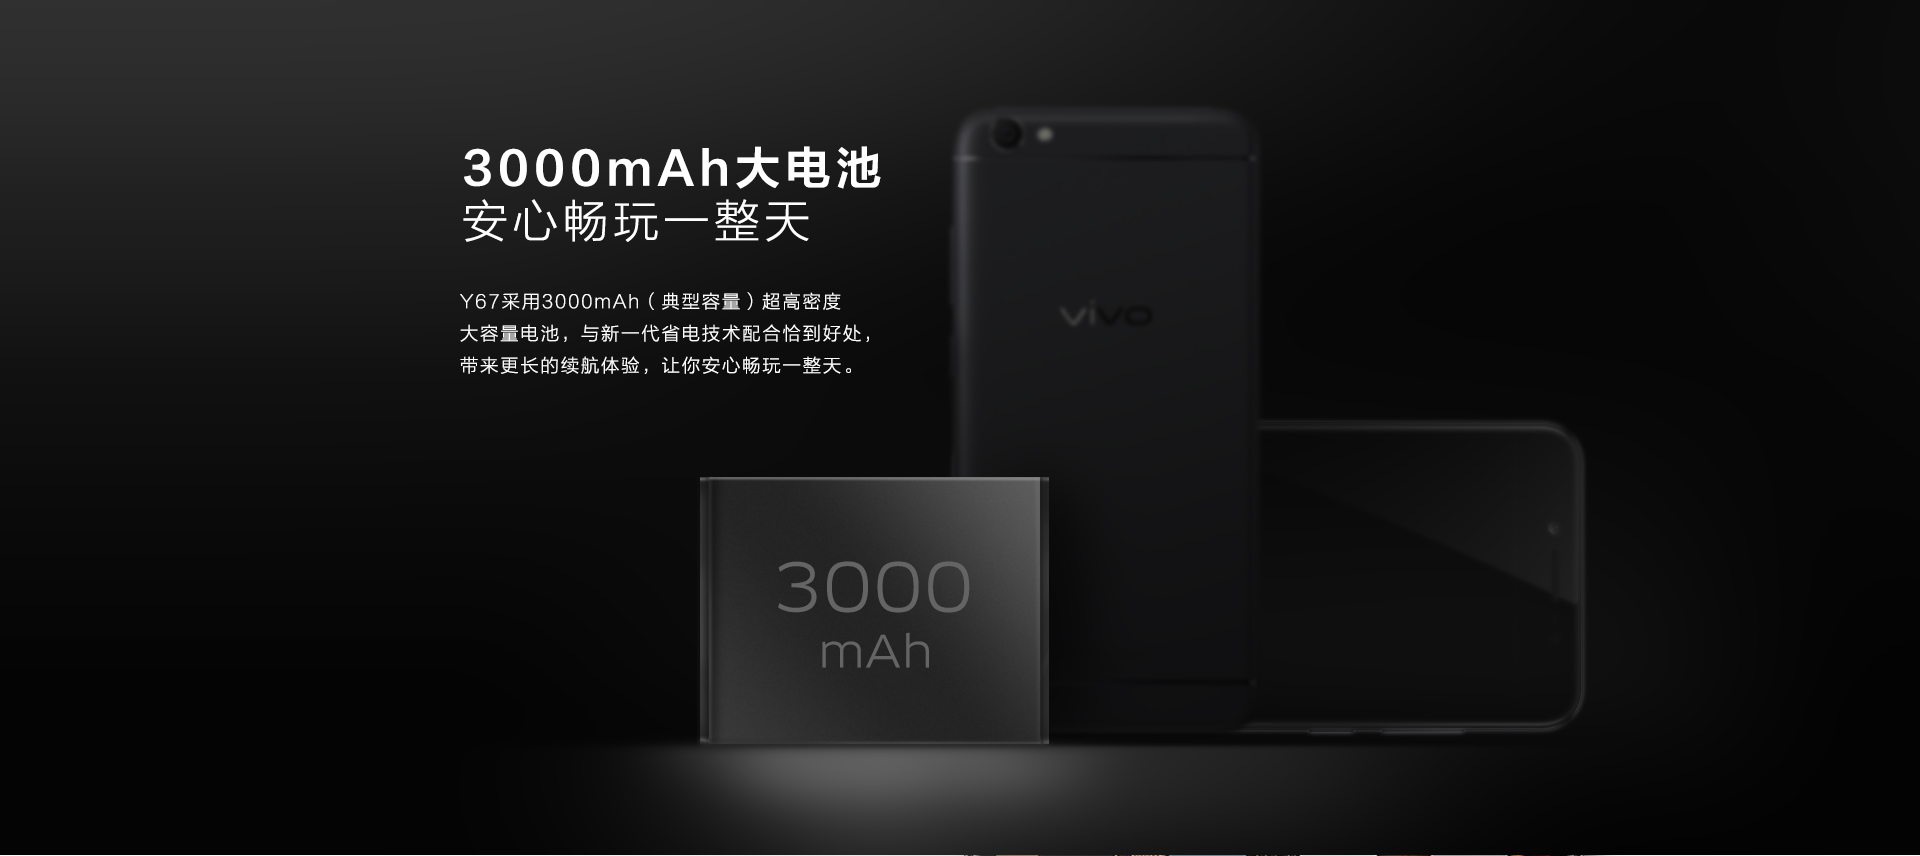 3000mAh大电池
安心畅玩一整天
Y67采用3000mAh（典型容量）超高密度
大容量电池，与新一代省电技术配合恰到好处，
带来更长的续航体验，让你安心畅玩一整天。
vivo
3000
mAh